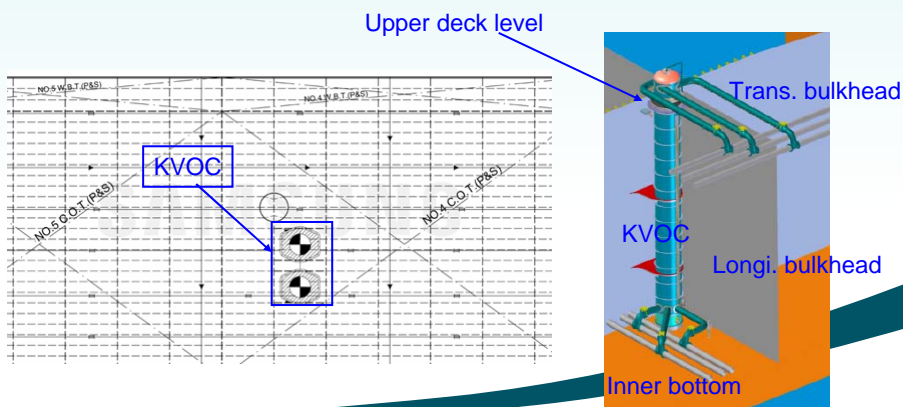 Upper deck level
NO.5 W.B.T.(P&S)
NO.4 W.B.T.(P&S)
Trans. bulkhead
KVOC
SAMSUNG
NO.5 C.O.T.(P&S)
NO.4 C.O.T.(P&S)
KVOC
Longi. bulkhead
Inner bottom